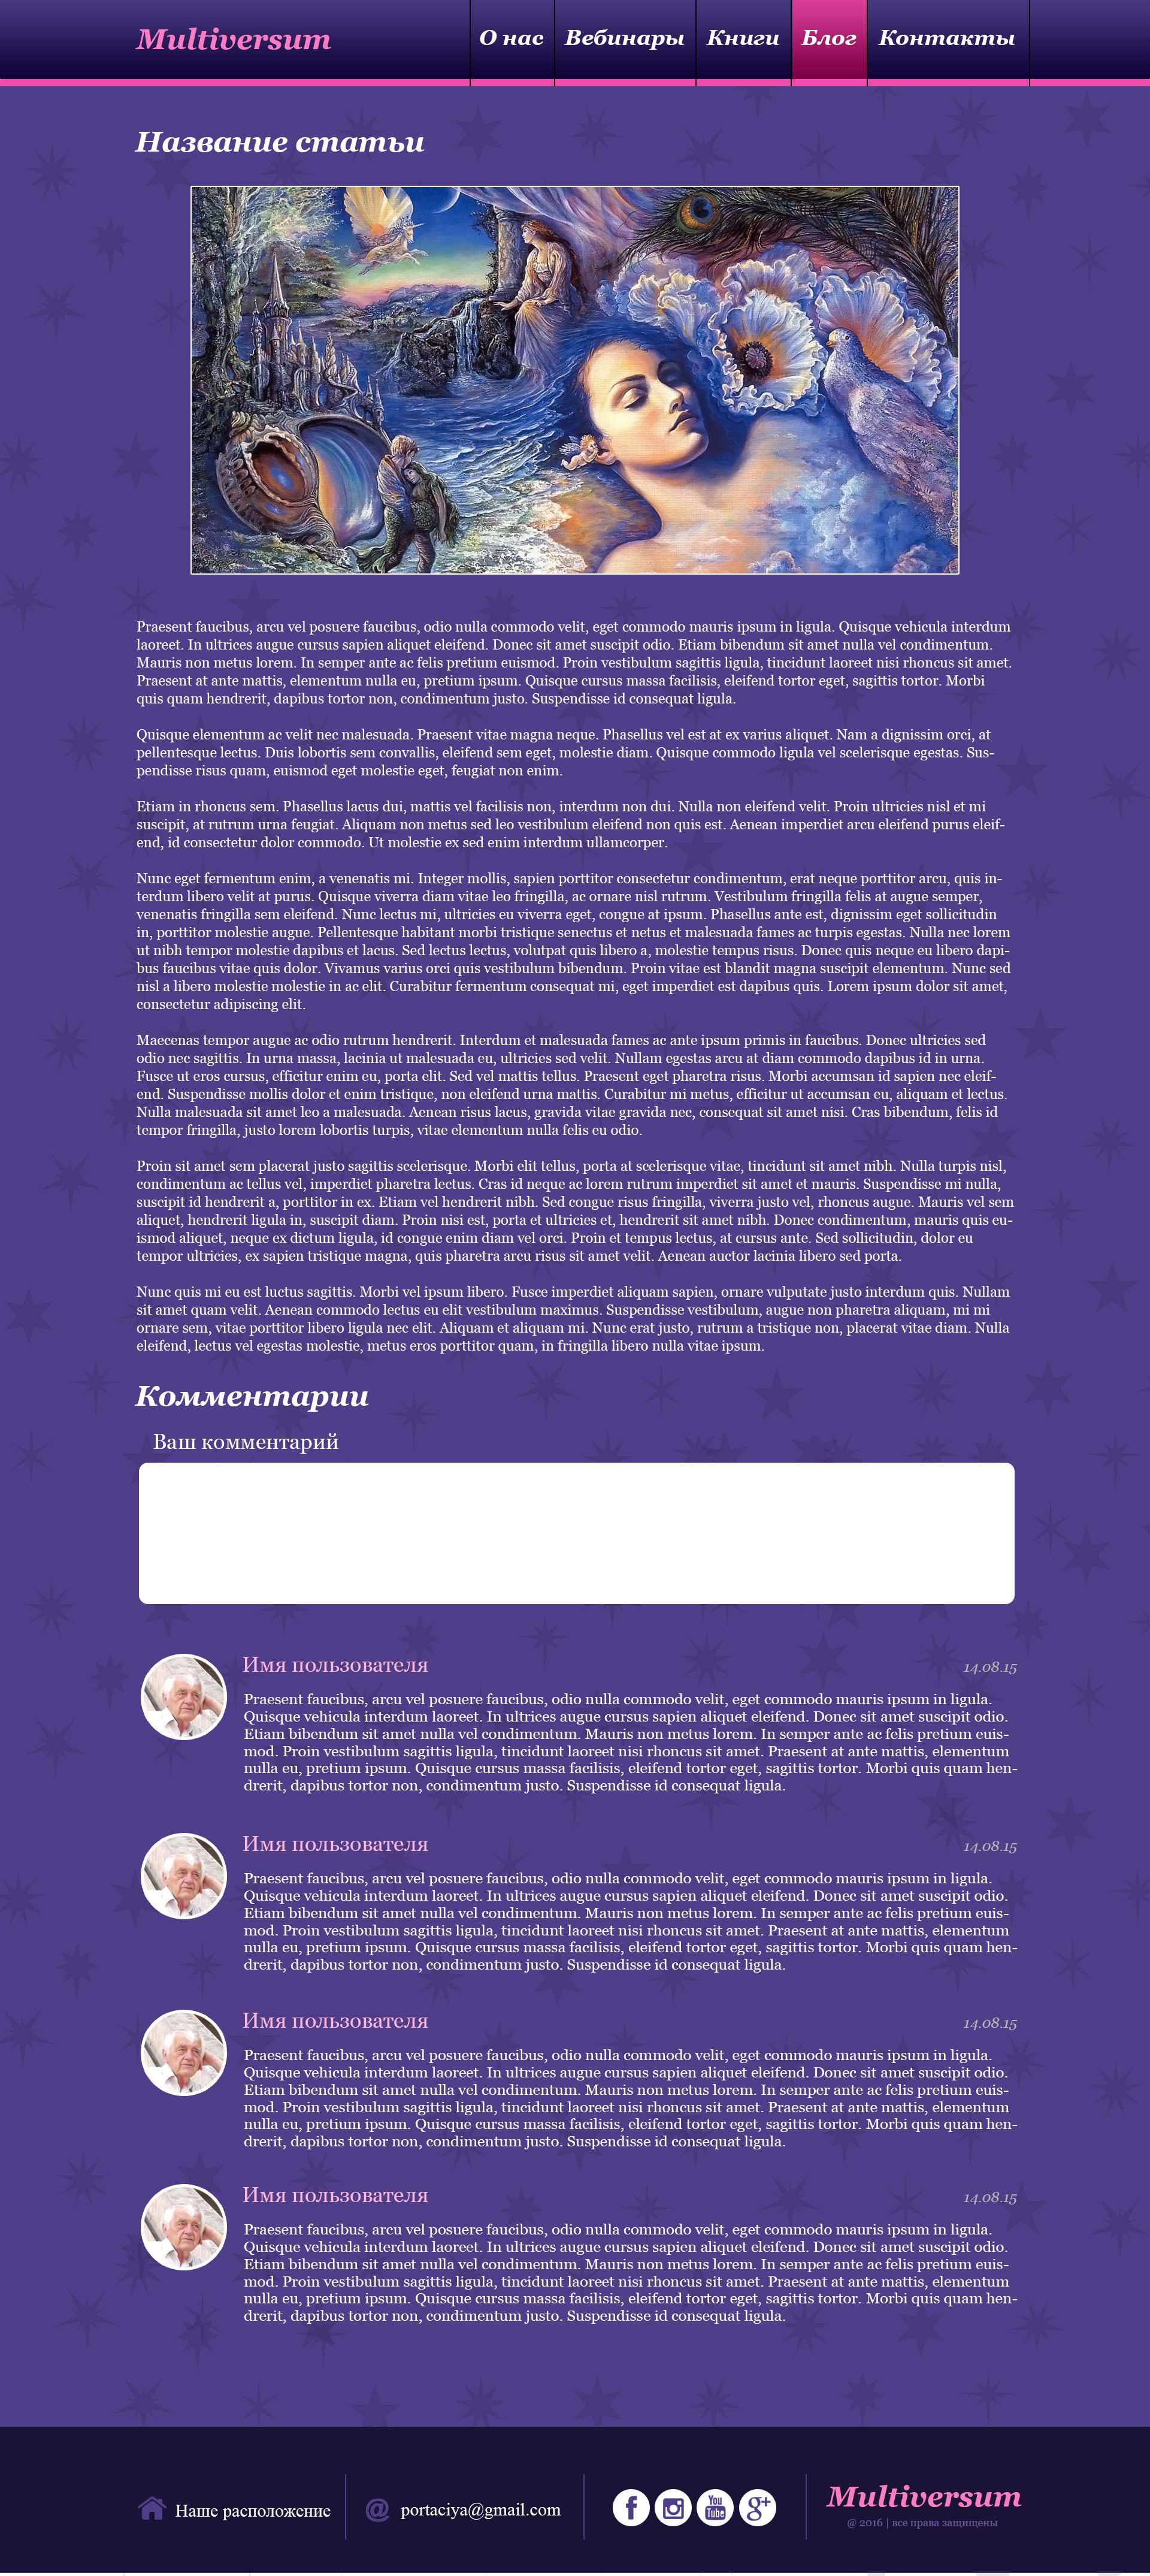 Multiversum
О нас Вебинары Книги Блог Контакты
Название статьи
Praesent faucibus, arcu vel posuere faucibus, odio nulla commodo velit, eget commodo mauris ipsum in ligula. Quisque vehicula interdum
laoreet. In ultrices augue cursus sapien aliquet eleifend. Donec sit amet suscipit odio. Etiam bibendum sit amet nulla vel condimentum.
Mauris non metus lorem. In semper ante ac felis pretium euismod. Proin vestibulum sagittis ligula, tincidunt laoreet nisi rhoncus sit amet.
Praesent at ante mattis, elementum nulla eu, pretium ipsum. Quisque cursus massa facilisis, eleifend tortor eget, sagittis tortor. Morbi
quis quam hendrerit, dapibus tortor non, condimentum justo. Suspendisse id consequat ligula.
Quisque elementum ac velit nec malesuada. Praesent vitae magna neque. Phasellus vel est at ex varius aliquet. Nam a dignissim orci, at
pellentesque lectus. Duis lobortis sem convallis, eleifend sem eget, molestie diam. Quisque commodo ligula vel scelerisque egestas. Sus-
pendisse risus quam, euismod eget molestie eget, feugiat non enim.
Etiam in rhoncus sem. Phasellus lacus dui, mattis vel facilisis non, interdum non dui. Nulla non eleifend velit. Proin ultricies nisl et mi
suscipit, at rutrum urna feugiat. Aliquam non metus sed leo vestibulum eleifend non quis est. Aenean imperdiet arcu eleifend purus eleif-
end, id consectetur dolor commodo. Ut molestie ex sed enim interdum ullamcorper.
Nunc eget fermentum enim, a venenatis mi. Integer mollis, sapien porttitor consectetur condimentum, erat neque porttitor arcu, quis in-
terdum libero velit at purus. Quisque viverra diam vitae leo fringilla, ac ornare nisl rutrum. Vestibulum fringilla felis at augue semper,
venenatis fringilla sem eleifend. Nunc lectus mi, ultricies eu viverra eget, congue at ipsum. Phasellus ante est, dignissim eget sollicitudin
in, porttitor molestie augue. Pellentesque habitant morbi tristique senectus et netus et malesuada fames ac turpis egestas. Nulla nec lorem
ut nibh tempor molestie dapibus et lacus. Sed lectus lectus, volutpat quis libero a, molestie tempus risus. Donec quis neque eu libero dapi-
bus faucibus vitae quis dolor. Vivamus varius orci quis vestibulum bibendum. Proin vitae est blandit magna suscipit elementum. Nunc sed
nisl a libero molestie molestie in ac elit. Curabitur fermentum consequat mi, eget imperdiet est dapibus quis. Lorem ipsum dolor sit amet,
consectetur adipiscing elit.
Maecenas tempor augue ac odio rutrum hendrerit. Interdum et malesuada fames ac ante ipsum primis in faucibus. Donec ultricies sed
odio nec sagittis. In urna massa, lacinia ut malesuada eu, ultricies sed velit. Nullam egestas arcu at diam commodo dapibus id in urna.
Fusce ut eros cursus, efficitur enim eu, porta elit. Sed vel mattis tellus. Praesent eget pharetra risus. Morbi accumsan id sapien nec eleif-
end. Suspendisse mollis dolor et enim tristique, non eleifend urna mattis. Curabitur mi metus, efficitur ut accumsan eu, aliquam et lectus.
Nulla malesuada sit amet leo a malesuada. Aenean risus lacus, gravida vitae gravida nec, consequat sit amet nisi. Cras bibendum, felis id
tempor fringilla, justo lorem lobortis turpis, vitae elementum nulla felis eu odio.
Proin sit amet sem placerat justo sagittis scelerisque. Morbi elit tellus, porta at scelerisque vitae, tincidunt sit amet nibh. Nulla turpis nisl,
condimentum ac tellus vel, imperdiet pharetra lectus. Cras id neque ac lorem rutrum imperdiet sit amet et mauris. Suspendisse mi nulla,
suscipit id hendrerit a, porttitor in ex. Etiam vel hendrerit nibh. Sed congue risus fringilla, viverra justo vel, rhoncus augue. Mauris vel sem
aliquet, hendrerit ligula in, suscipit diam. Proin nisi est, porta et ultricies et, hendrerit sit amet nibh. Donec condimentum, mauris quis eu-
ismod aliquet, neque ex dictum ligula, id congue enim diam vel orci. Proin et tempus lectus, at cursus ante. Sed sollicitudin, dolor eu
tempor ultricies, ex sapien tristique magna, quis pharetra arcu risus sit amet velit. Aenean auctor lacinia libero sed porta.
Nunc quis mi eu est luctus sagittis. Morbi vel ipsum libero. Fusce imperdiet aliquam sapien, ornare vulputate justo interdum quis. Nullam
sit amet quam velit. Aenean commodo lectus eu elit vestibulum maximus. Suspendisse vestibulum, augue non pharetra aliquam, mi mi
ornare sem, vitae porttitor libero ligula nec elit. Aliquam et aliquam mi. Nunc erat justo, rutrum a tristique non, placerat vitae diam. Nulla
eleifend, lectus vel egestas molestie, metus eros porttitor quam, in fringilla libero nulla vitae ipsum.
Комментарии
Ваш комментарий
Имя пользователя 14.08.15
Praesent faucibus, arcu vel posuere faucibus, odio nulla commodo velit, eget commodo mauris ipsum in ligula.
Quisque vehicula interdum laoreet. In ultrices augue cursus sapien aliquet eleifend. Donec sit amet suscipit odio.
Etiam bibendum sit amet nulla vel condimentum. Mauris non metus lorem. In semper ante ac felis pretium euis-
mod. Proin vestibulum sagittis ligula, tincidunt laoreet nisi rhoncus sit amet. Praesent at ante mattis, elementum
nulla eu, pretium ipsum. Quisque cursus massa facilisis, eleifend tortor eget, sagittis tortor. Morbi quis quam hen-
drerit, dapibus tortor non, condimentum justo. Suspendisse id consequat ligula.
Имя пользователя 14.08.15
Praesent faucibus, arcu vel posuere faucibus, odio nulla commodo velit, eget commodo mauris ipsum in ligula.
Quisque vehicula interdum laoreet. In ultrices augue cursus sapien aliquet eleifend. Donec sit amet suscipit odio.
Etiam bibendum sit amet nulla vel condimentum. Mauris non metus lorem. In semper ante ac felis pretium euis-
mod. Proin vestibulum sagittis ligula, tincidunt laoreet nisi rhoncus sit amet. Praesent at ante mattis, elementum
nulla eu, pretium ipsum. Quisque cursus massa facilisis, eleifend tortor eget, sagittis tortor. Morbi quis quam hen-
drerit, dapibus tortor non, condimentum justo. Suspendisse id consequat ligula.
Имя пользователя 14.08.15
Praesent faucibus, arcu vel posuere faucibus, odio nulla commodo velit, eget commodo mauris ipsum in ligula.
Quisque vehicula interdum laoreet. In ultrices augue cursus sapien aliquet eleifend. Donec sit amet suscipit odio.
Etiam bibendum sit amet nulla vel condimentum. Mauris non metus lorem. In semper ante ac felis pretium euis-
mod. Proin vestibulum sagittis ligula, tincidunt laoreet nisi rhoncus sit amet. Praesent at ante mattis, elementum
nulla eu, pretium ipsum. Quisque cursus massa facilisis, eleifend tortor eget, sagittis tortor. Morbi quis quam hen-
drerit, dapibus tortor non, condimentum justo. Suspendisse id consequat ligula.
Имя пользователя 14.08.15
Praesent faucibus, arcu vel posuere faucibus, odio nulla commodo velit, eget commodo mauris ipsum in ligula.
Quisque vehicula interdum laoreet. In ultrices augue cursus sapien aliquet eleifend. Donec sit amet suscipit odio.
Etiam bibendum sit amet nulla vel condimentum. Mauris non metus lorem. In semper ante ac felis pretium euis-
mod. Proin vestibulum sagittis ligula, tincidunt laoreet nisi rhoncus sit amet. Praesent at ante mattis, elementum
nulla eu, pretium ipsum. Quisque cursus massa facilisis, eleifend tortor eget, sagittis tortor. Morbi quis quam hen-
drerit, dapibus tortor non, condimentum justo. Suspendisse id consequat ligula.
Наше расположение
@ portaciya@gmail.com
f You Tube g+
Multiversum
@ 2016 | все права защищены